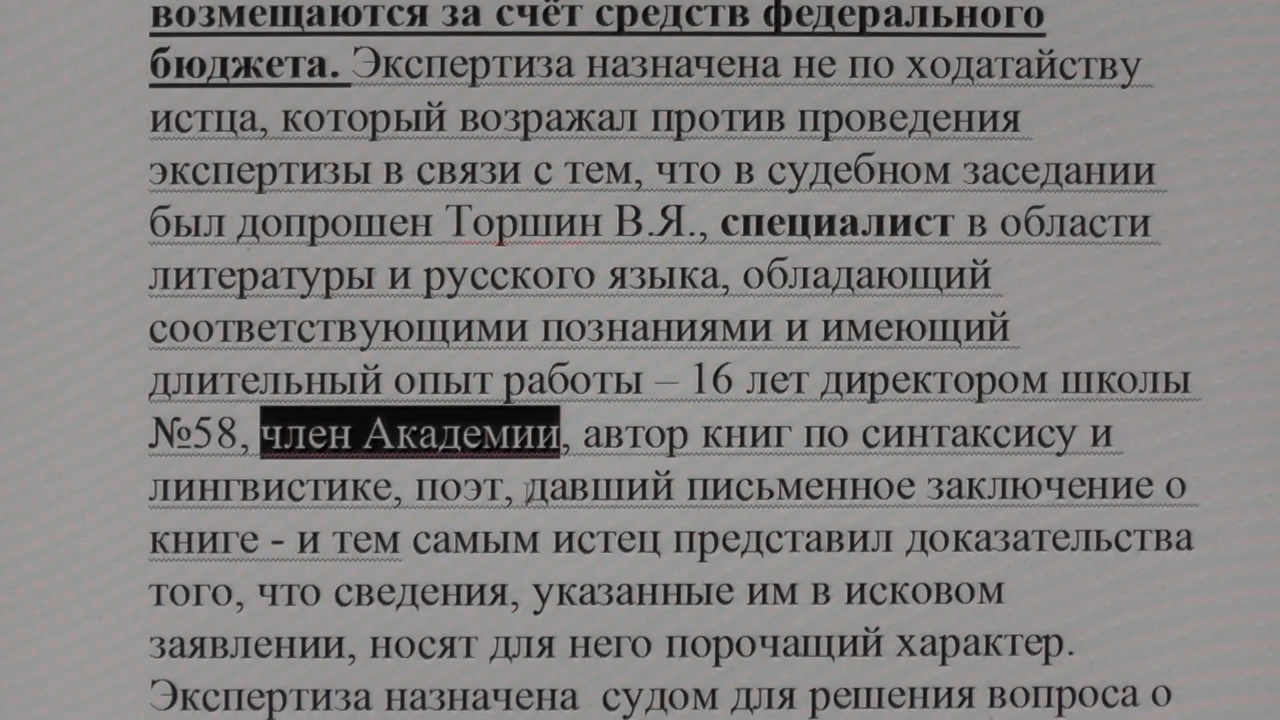 возмещаются за счёт средств федерального
бюджета. Экспертиза назначена не по ходатайству
истца, который возражал против проведения
экспертизы в связи с тем, что в судебном заседании
был допрошен Торшин В.Я., специалист в области
литературы и русского языка, обладающий
соответствующими познаниями и имеющий
длительный опыт работы – 16 лет директором школы
№58, член Академии, автор книг по синтаксису и
лингвистике, поэт, давший письменное заключение о
книге - и тем самым истец представил доказательства
того, что сведения, указанные им в исковом
заявлении, носят для него порочащий характер.
Экспертиза назначена судом для решения вопроса о